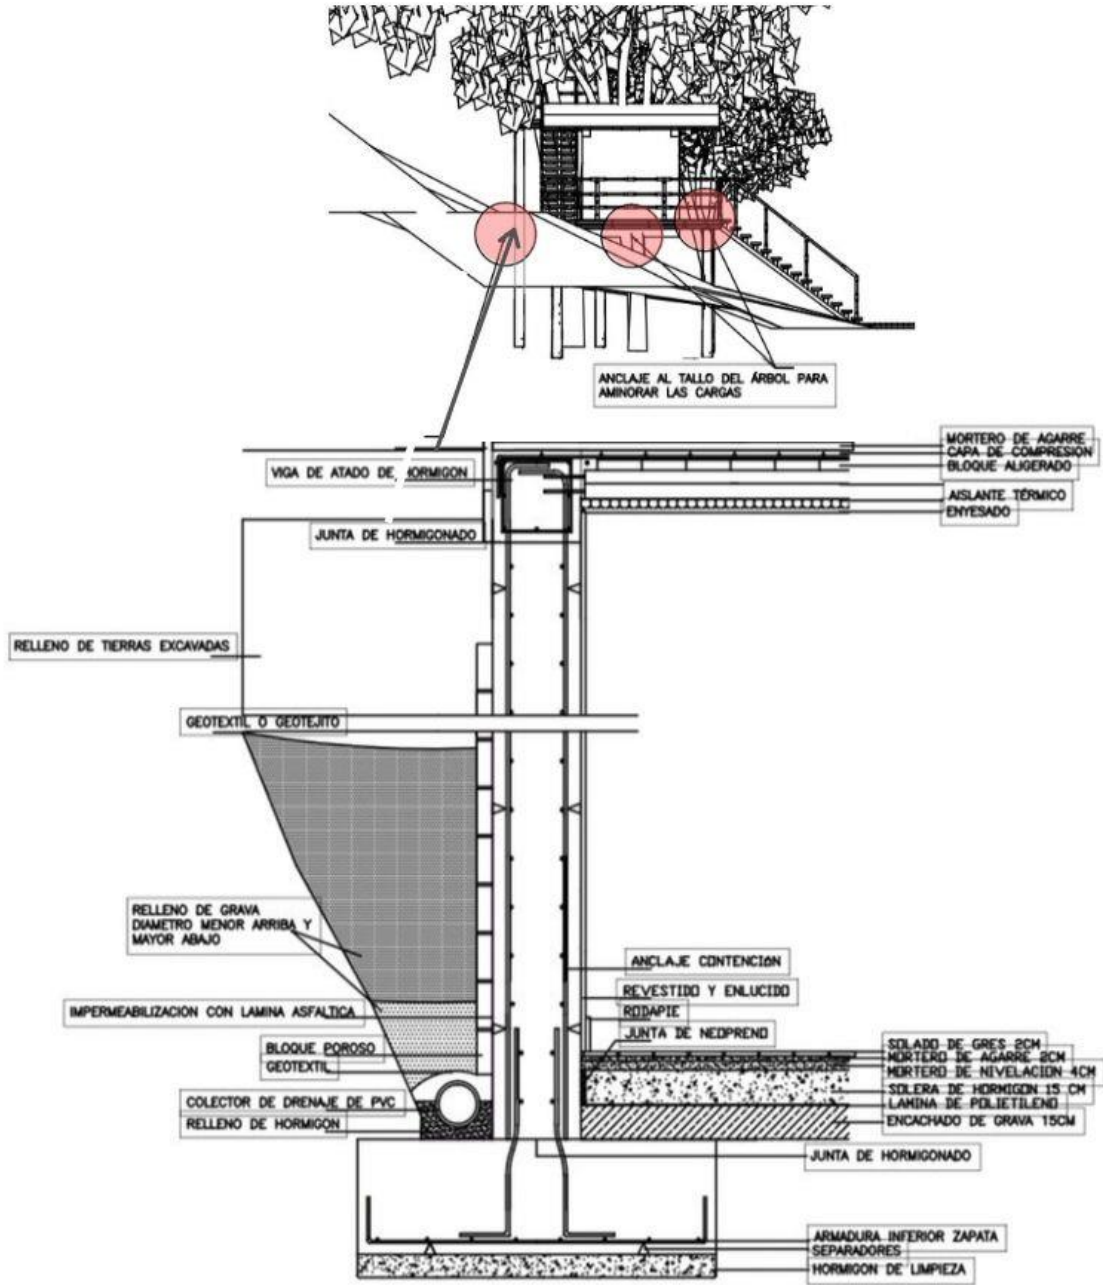 ANCLAJE AL TALLO DEL ÁRBOL PARA
AMINORAR LAS CARGAS
MORTERO DE AGARRE
CAPA DE COMPRESION
BLOQUE ALIGERADO
VIGA DE ATADO DE HORMIGON
AISLANTE TÉRMICO
ENYESADO
JUNTA DE HORMIGONADO
RELLENO DE TIERRAS EXCAVADAS
GEOTEXTIL O GEOTEJITO
RELLENO DE GRAVA
DIAMETRO MENOR ARRIBA Y
MAYOR ABAJO
ANCLAJE CONTENCIÓN
REVESTIDO Y ENLUCIDO
IMPERMEABILIZACION CON LAMINA ASFALTICA
RODAPIE
JUNTA DE NEOPRENO
BLOQUE POROSO
GEOTEXTIL
SOLADO DE GRES 2CM
MORTERO DE AGARRE 2CM
MORTERO DE NIVELACION 4CM
SOLERA DE HORMIGON 15 CM
COLECTOR DE DRENAJE DE PVC
LAMINA DE POLIETILENO
RELLENO DE HORMIGON
ENCACHADO DE GRAVA 15CM
JUNTA DE HORMIGONADO
ARMADURA INFERIOR ZAPATA
SEPARADORES
HORMIGON DE LIMPIEZA